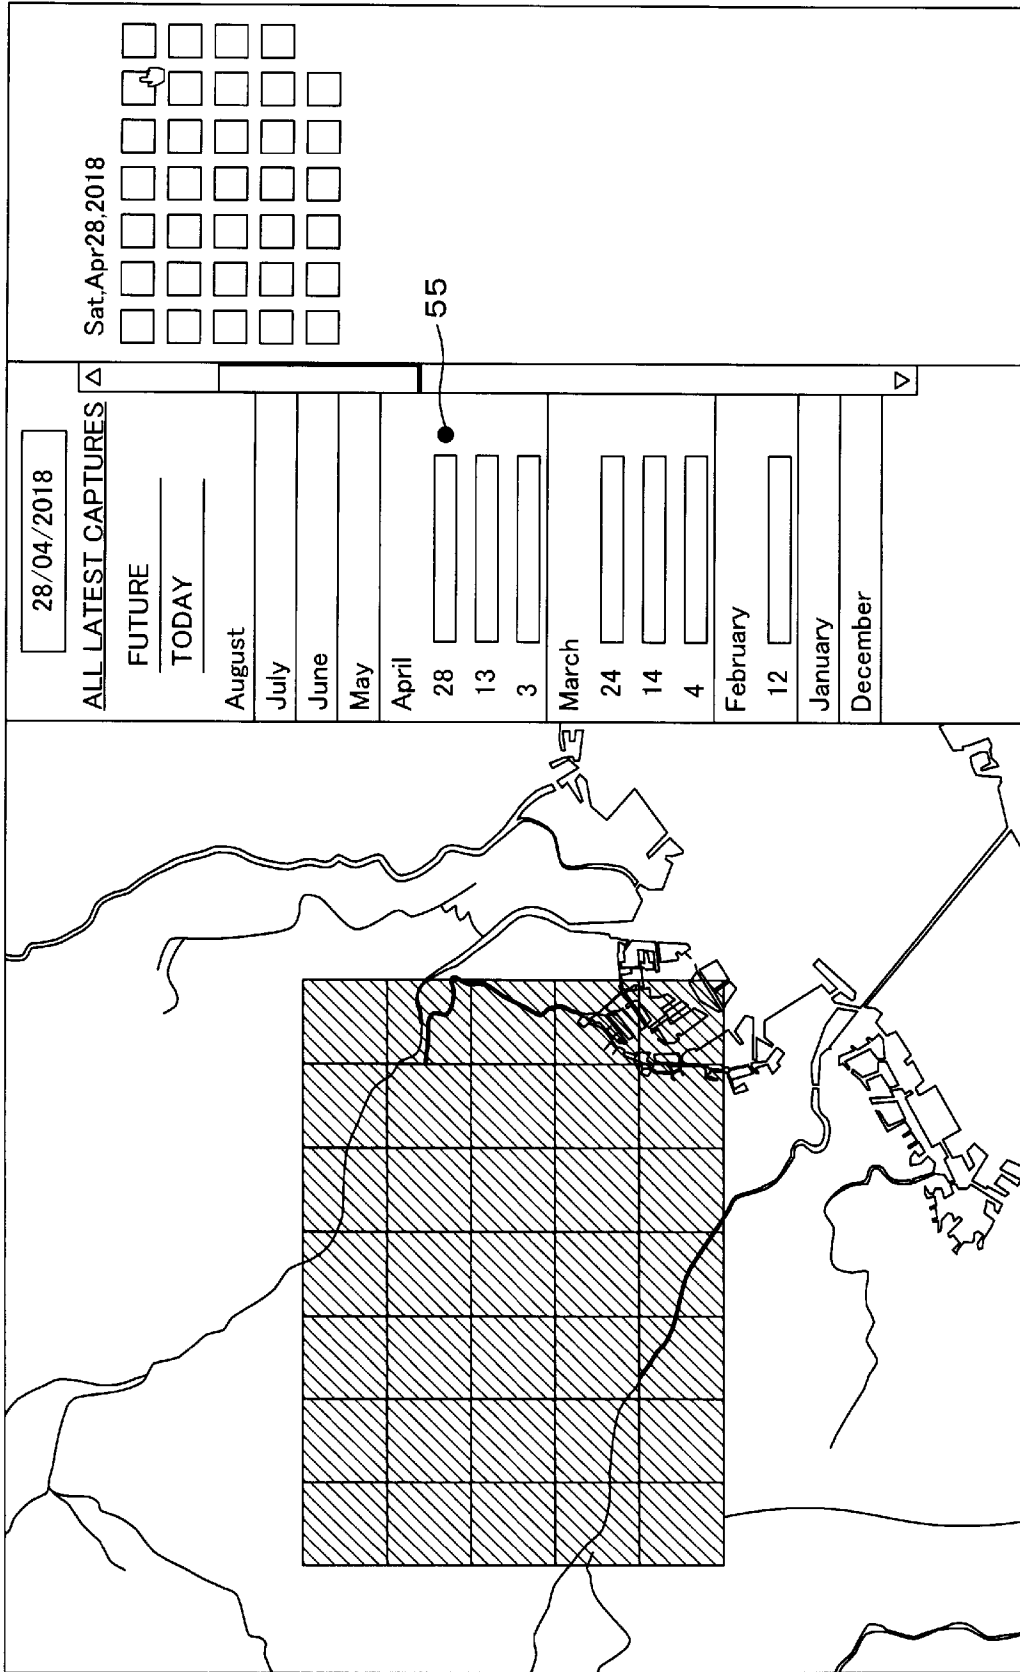 28/04/2018
ALL LATEST CAPTURES
FUTURE
TODAY
August
July
June
May
April
28
13
3
March
24
14
4
February
12
January
December
55
Sat,Apr28,2018